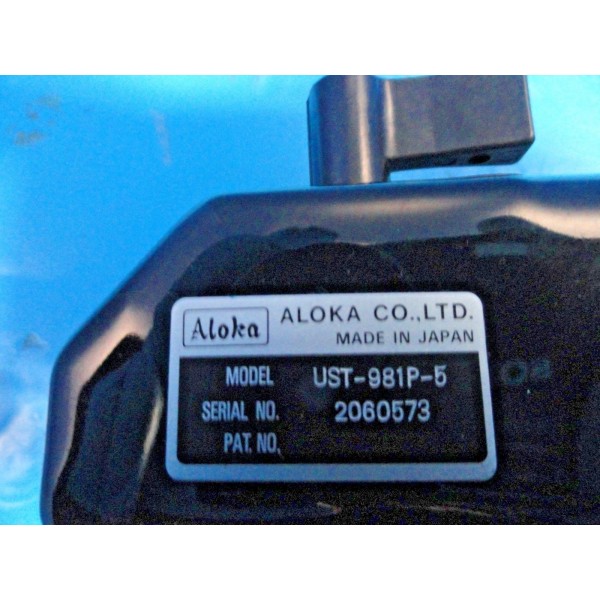 Aloka
ALOKA CO.,LTD.
MADE IN JAPAN
MODEL UST-981P-5
SERIAL NO. 2060573
PAT. NO.